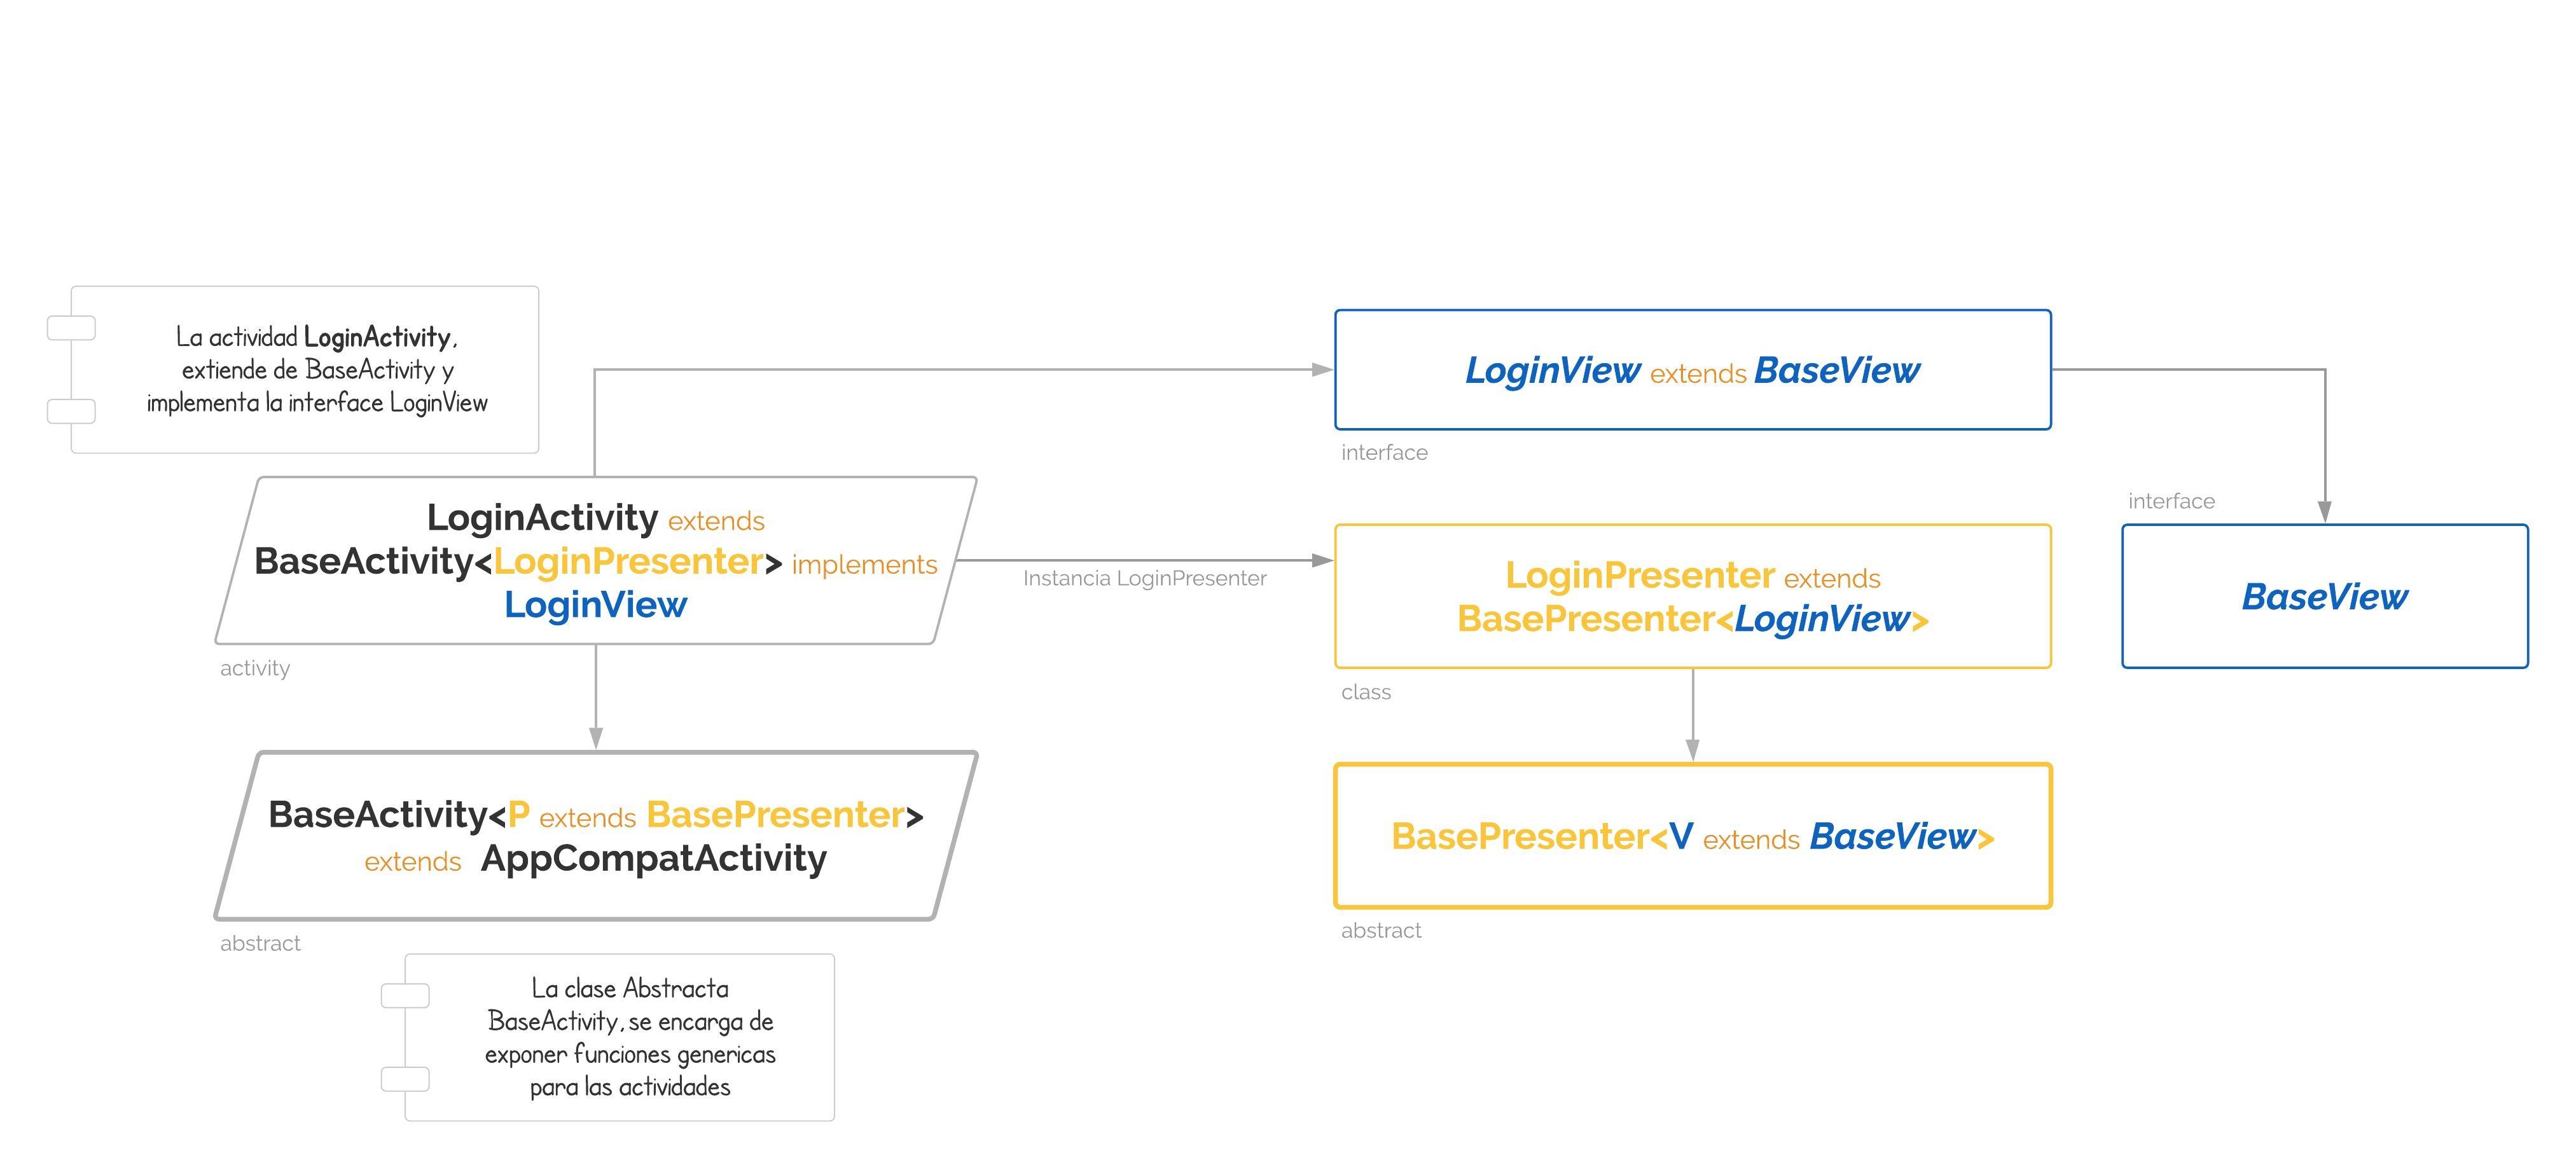 La actividad LoginActivity,
extiende de BaseActivity y
implementa la interface LoginView
LoginActivity extends
BaseActivity<LoginPresenter> implements
LoginView
activity
BaseActivity<P extends BasePresenter>
extends AppCompatActivity
abstract
La clase Abstracta
BaseActivity, se encarga de
exponer funciones genericas
para las actividades
Instancia LoginPresenter
LoginView extends BaseView
interface
LoginPresenter extends
BasePresenter<LoginView>
class
BasePresenter<V extends BaseView>
abstract
interface
BaseView